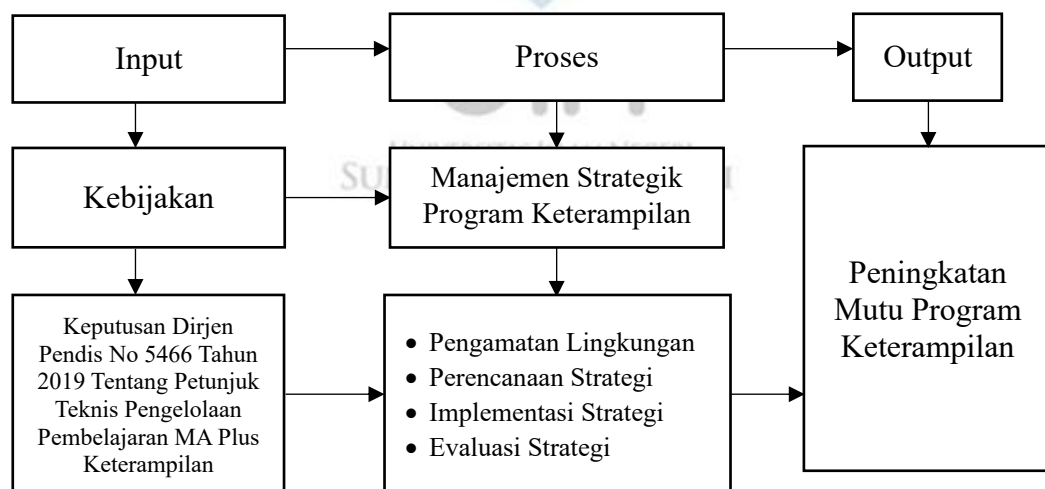 Input
Proses
Output
Kebijakan
Manajemen Strategik
Program Keterampilan
Peningkatan
Mutu Program
Keterampilan
Keputusan Dirjen
Pendis No 5466 Tahun
2019 Tentang Petunjuk
Teknis Pengelolaan
Pembelajaran MA Plus
Keterampilan
• Pengamatan Lingkungan
• Perencanaan Strategi
• Implementasi Strategi
• Evaluasi Strategi